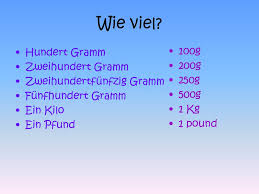 Wie viel?
• Hundert Gramm
• Zweihundert Gramm
• Zweihundertfünfzig Gramm
• Fünfhundert Gramm
• Ein Kilo
• Ein Pfund
• 100g
• 200g
• 250g
• 500g
• 1 Kg
• 1 pound